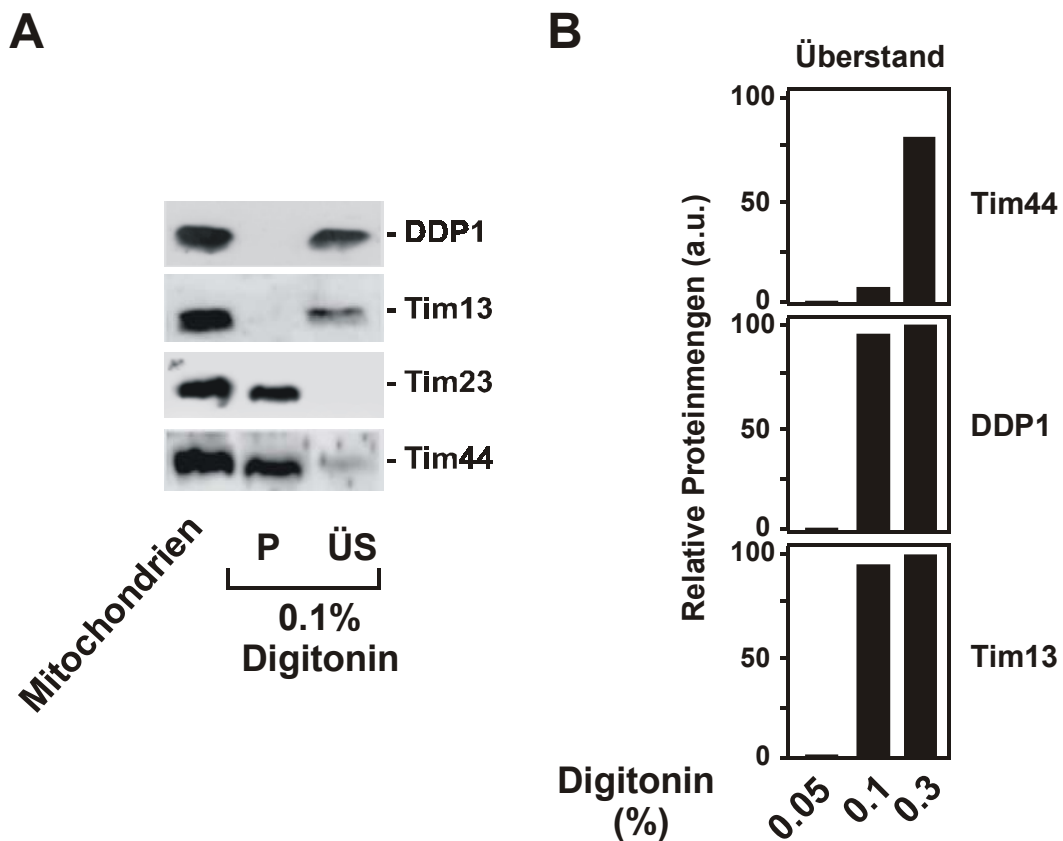 A
- DDP1
- Tim13
- Tim23
- Tim44
Mitochondrien
P ÜS
0.1%
Digitonin
B
Überstand
Relative Proteinmengen (a.u.)
100
50
0
Tim44
100
50
0
DDP1
100
50
0
Tim13
Digitonin
(%)
0.05 0.1 0.3